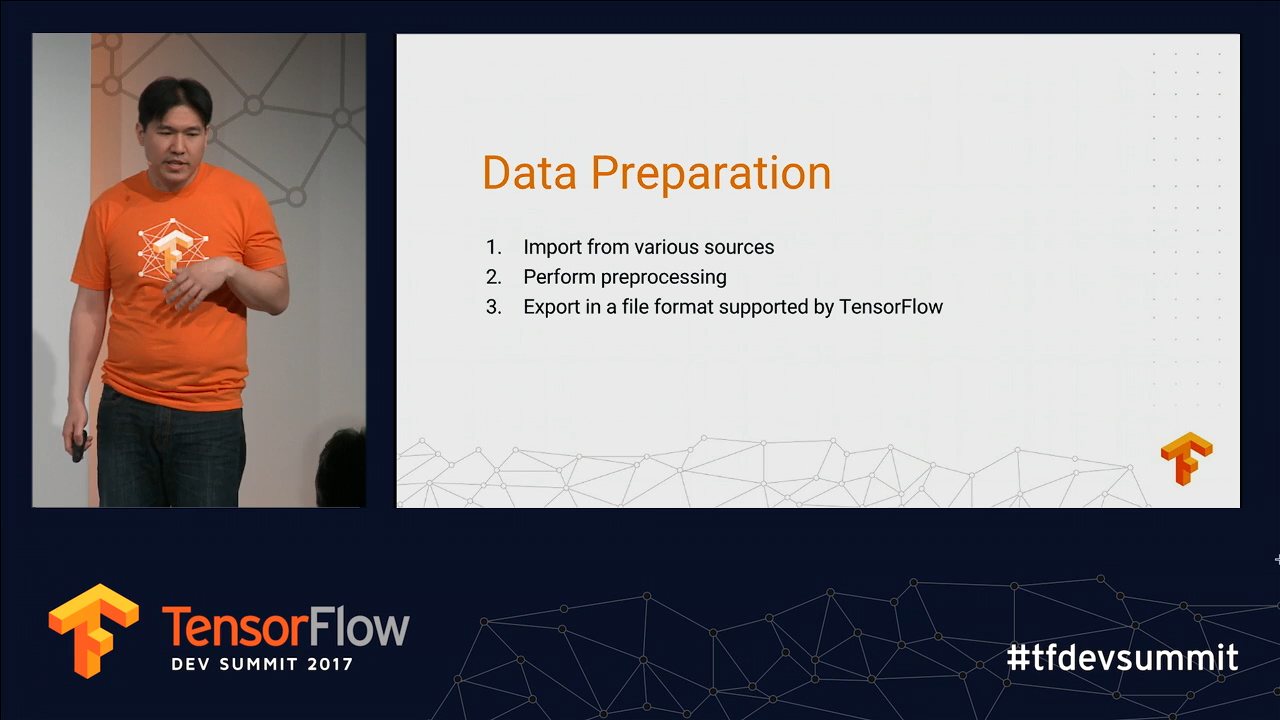 Data Preparation
1. Import from various sources
2. Perform preprocessing
3. Export in a file format supported by TensorFlow
TensorFlow
DEV SUMMIT 2017
#tfdevsummit